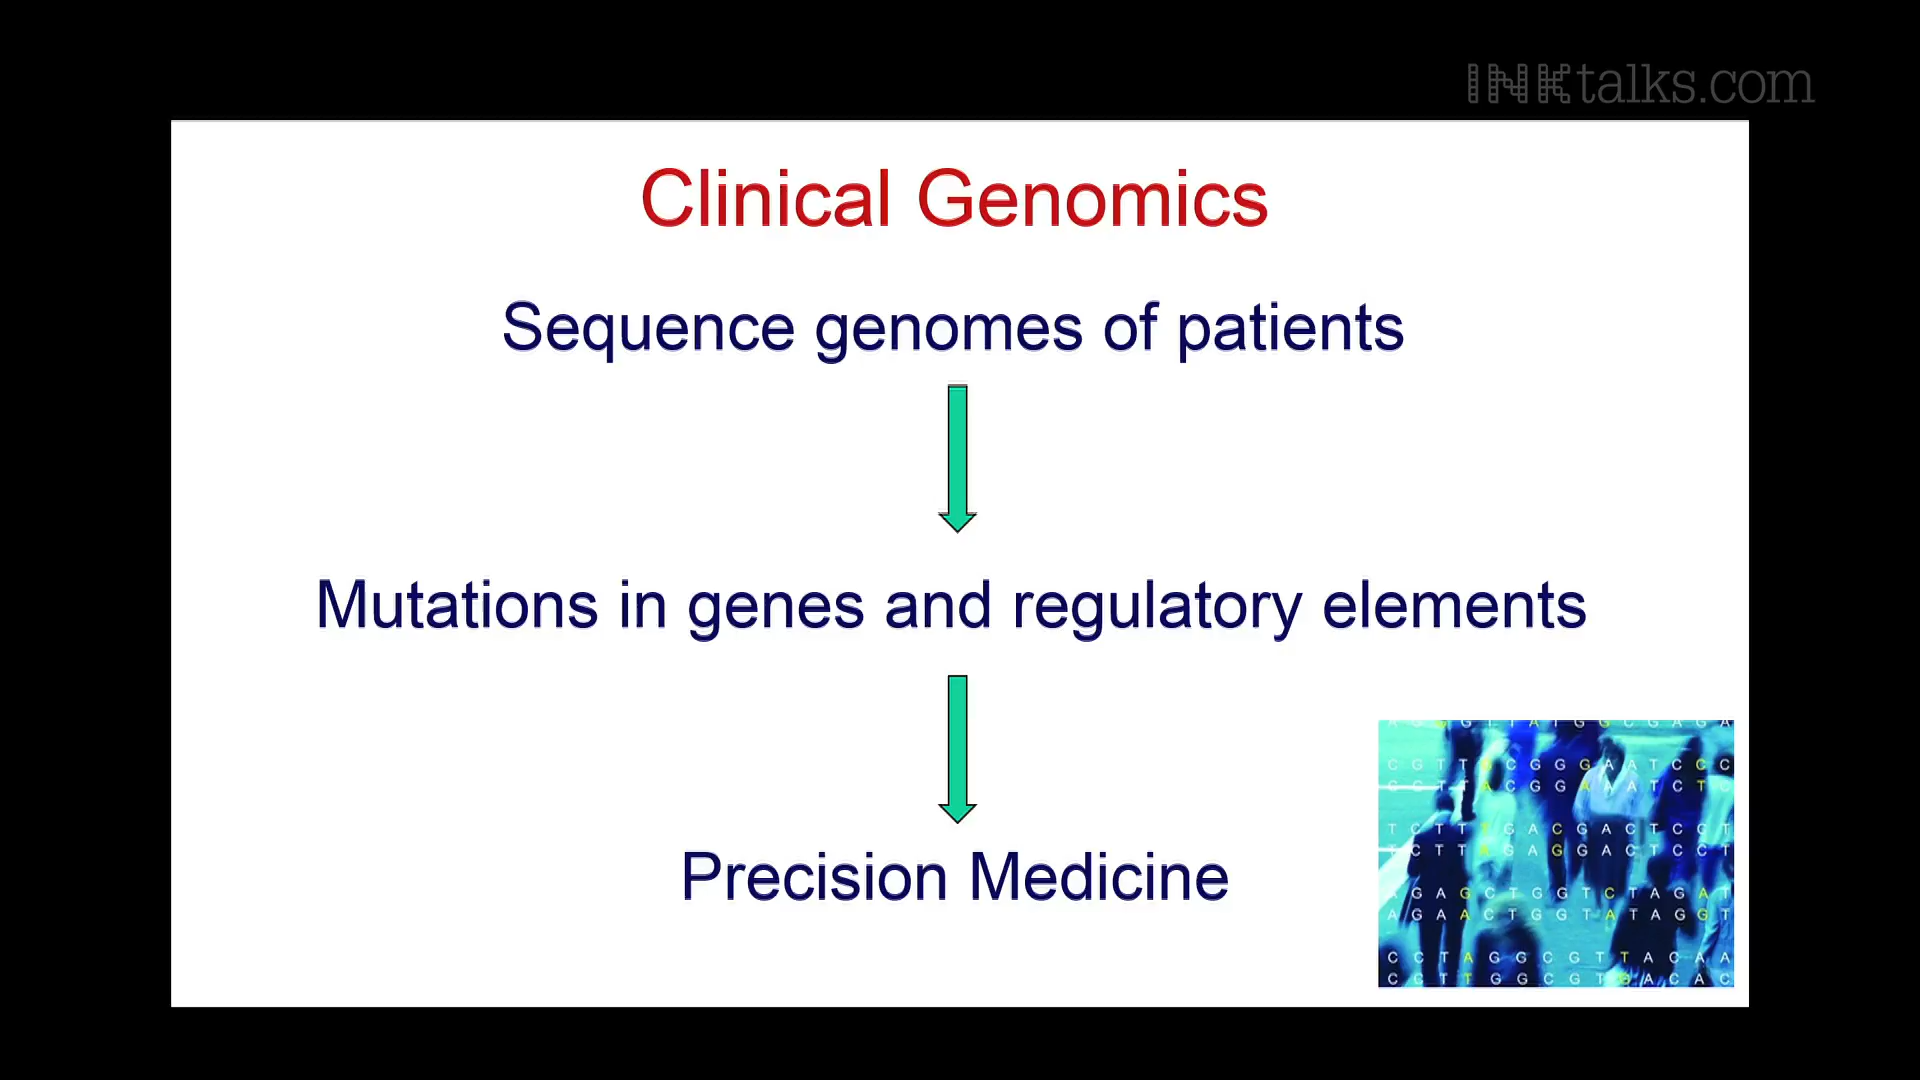 INKtalks.com
Clinical Genomics
Sequence genomes of patients
Mutations in genes and regulatory elements
Precision Medicine
C G T T C G G G A A T C C C
G C T T A C G G A A A T C T C
T C T T T G A C G A C T C C T
T C T T A G A G G A C T C C T
A G A G C T G G T C T A G A T
A G A A C T G G T A T A G G T
C C T A G G C G T T A C A A
C C T T G G C G T G A C A C